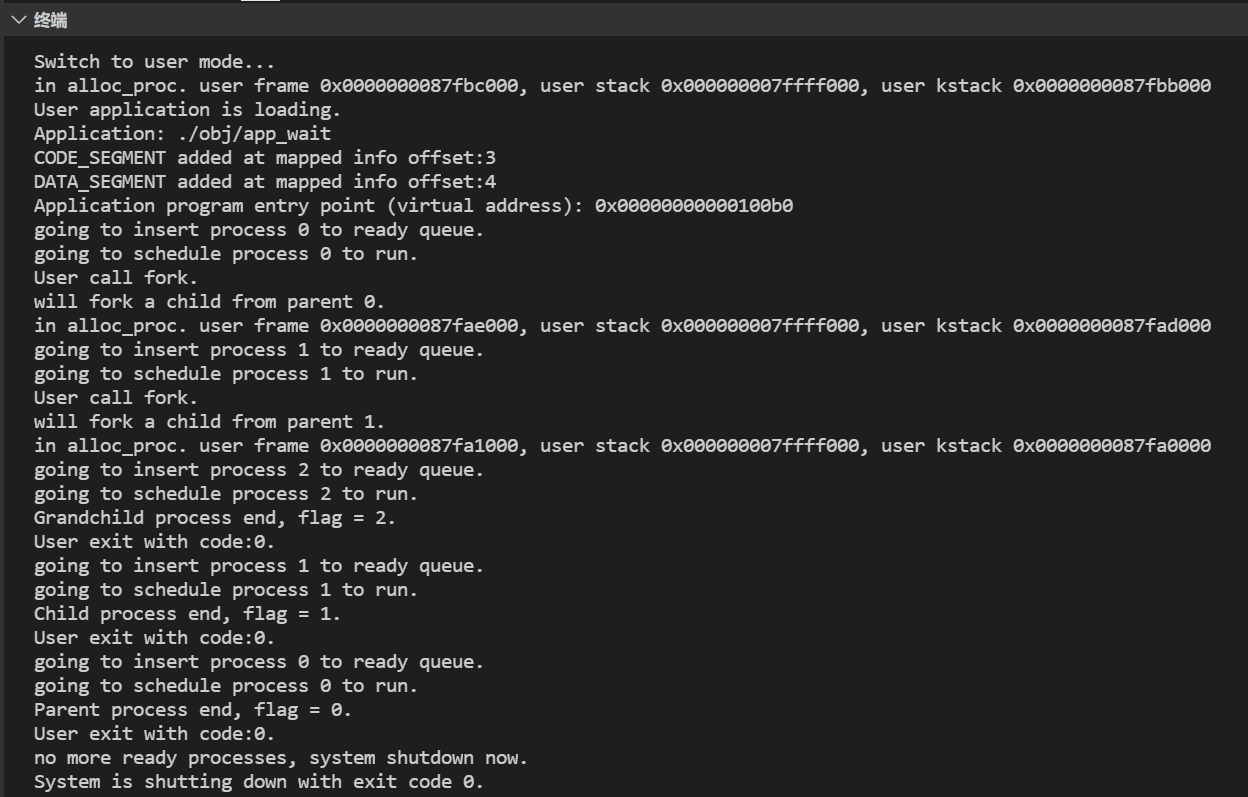 终端
Switch to user mode...
in alloc_proc. user frame 0x0000000087fbc000, user stack 0x000000007ffff000, user kstack 0x0000000087fbb000
User application is loading.
Application: ./obj/app_wait
CODE_SEGMENT added at mapped info offset:3
DATA_SEGMENT added at mapped info offset:4
Application program entry point (virtual address): 0x00000000000100b0
going to insert process 0 to ready queue.
going to schedule process 0 to run.
User call fork.
will fork a child from parent 0.
in alloc_proc. user frame 0x0000000087fae000, user stack 0x000000007ffff000, user kstack 0x0000000087fad000
going to insert process 1 to ready queue.
going to schedule process 1 to run.
User call fork.
will fork a child from parent 1.
in alloc_proc. user frame 0x0000000087fa1000, user stack 0x000000007ffff000, user kstack 0x0000000087fa0000
going to insert process 2 to ready queue.
going to schedule process 2 to run.
Grandchild process end, flag = 2.
User exit with code:0.
going to insert process 1 to ready queue.
going to schedule process 1 to run.
Child process end, flag = 1.
User exit with code:0.
going to insert process 0 to ready queue.
going to schedule process 0 to run.
Parent process end, flag = 0.
User exit with code:0.
no more ready processes, system shutdown now.
System is shutting down with exit code 0.